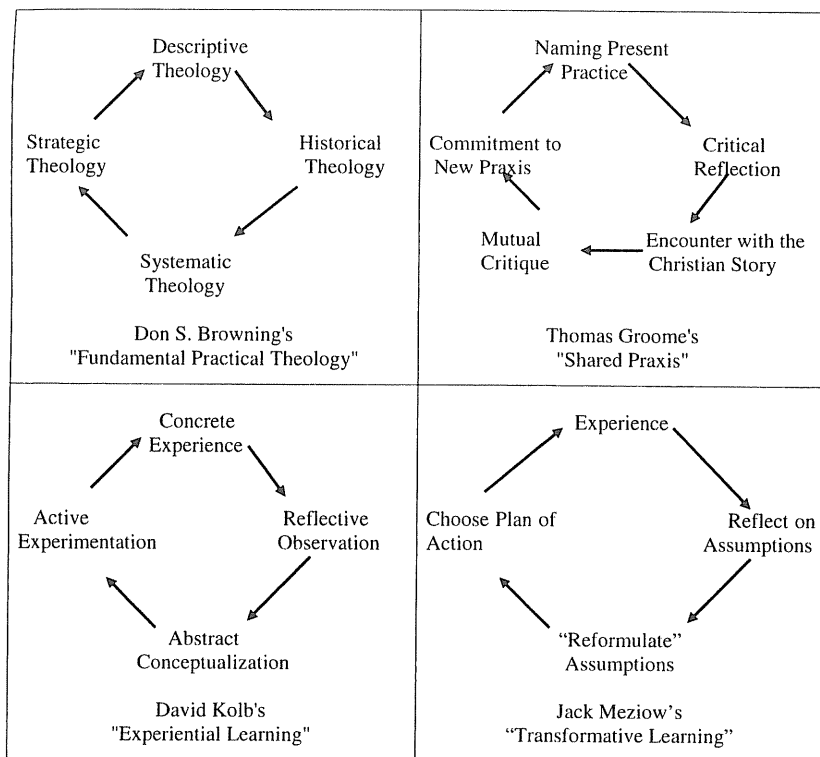 Descriptive
Theology
Strategic
Theology
Historical
Theology
Systematic
Theology
Don S. Browning's
"Fundamental Practical Theology"
Naming Present
Practice
Commitment to
New Praxis
Critical
Reflection
Mutual
Critique
Encounter with the
Christian Story
Thomas Groome's
"Shared Praxis"
Concrete
Experience
Active
Experimentation
Reflective
Observation
Abstract
Conceptualization
David Kolb's
"Experiential Learning"
Experience
Choose Plan of
Action
Reflect on
Assumptions
“Reformulate”
Assumptions
Jack Meziow’s
“Transformative Learning”